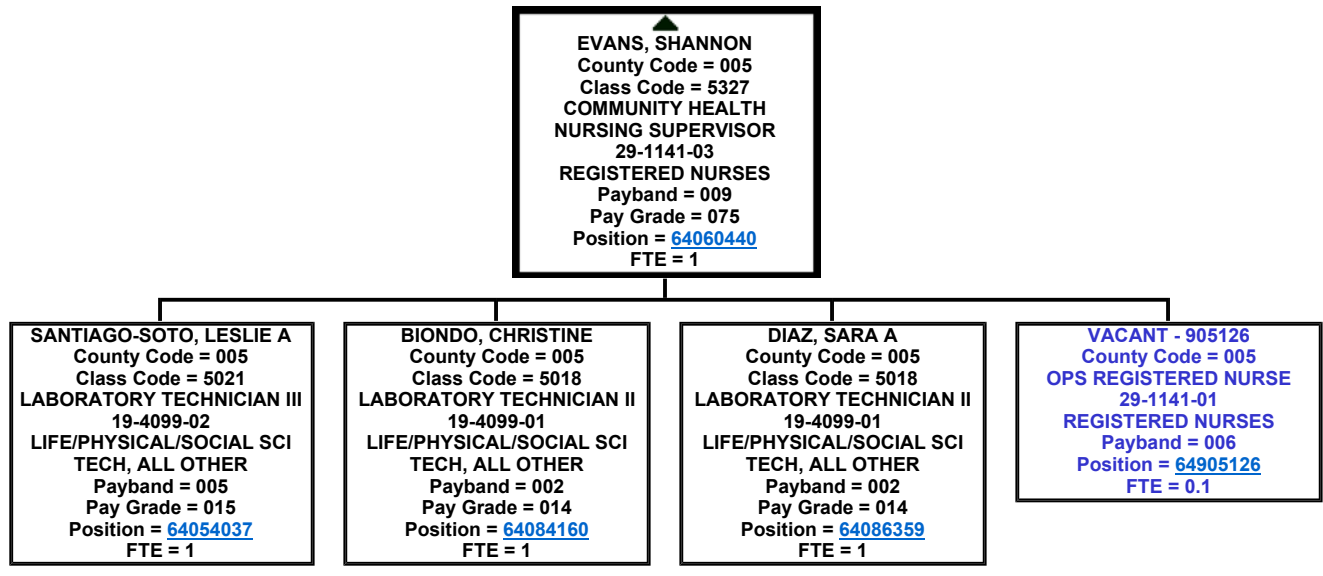 EVANS, SHANNON
County Code = 005
Class Code = 5327
COMMUNITY HEALTH
NURSING SUPERVISOR
29-1141-03
REGISTERED NURSES
Payband = 009
Pay Grade = 075
Position = 64060440
FTE = 1
SANTIAGO-SOTO, LESLIE A
County Code = 005
Class Code = 5021
LABORATORY TECHNICIAN III
19-4099-02
LIFE/PHYSICAL/SOCIAL SCI
TECH, ALL OTHER
Payband = 005
Pay Grade = 015
Position = 64054037
FTE = 1
BIONDO, CHRISTINE
County Code = 005
Class Code = 5018
LABORATORY TECHNICIAN II
19-4099-01
LIFE/PHYSICAL/SOCIAL SCI
TECH, ALL OTHER
Payband = 002
Pay Grade = 014
Position = 64084160
FTE = 1
DIAZ, SARA A
County Code = 005
Class Code = 5018
LABORATORY TECHNICIAN II
19-4099-01
LIFE/PHYSICAL/SOCIAL SCI
TECH, ALL OTHER
Payband = 002
Pay Grade = 014
Position = 64086359
FTE = 1
VACANT - 905126
County Code = 005
OPS REGISTERED NURSE
29-1141-01
REGISTERED NURSES
Payband = 006
Position = 64905126
FTE = 0.1